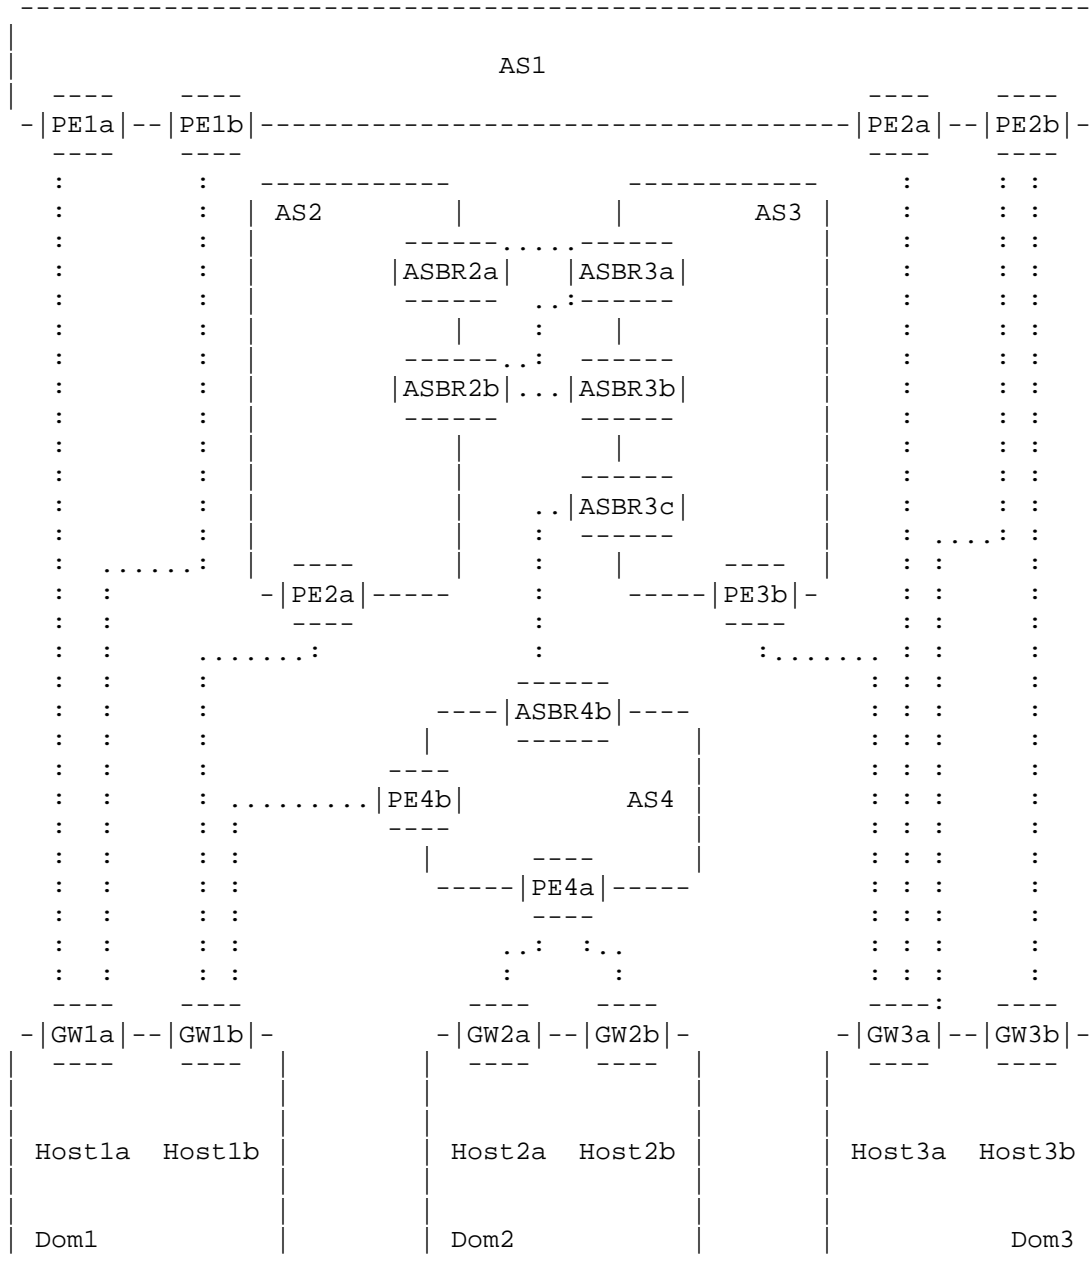 AS1
PE1a PE1b PE2a PE2b
AS2 AS3
ASBR2a ASBR3a
ASBR2b ASBR3b
ASBR3c
PE2a PE3b
ASBR4b
PE4b AS4
PE4a
GW1a GW1b GW2a GW2b GW3a GW3b
Host1a Host1b Host2a Host2b Host3a Host3b
Dom1 Dom2 Dom3